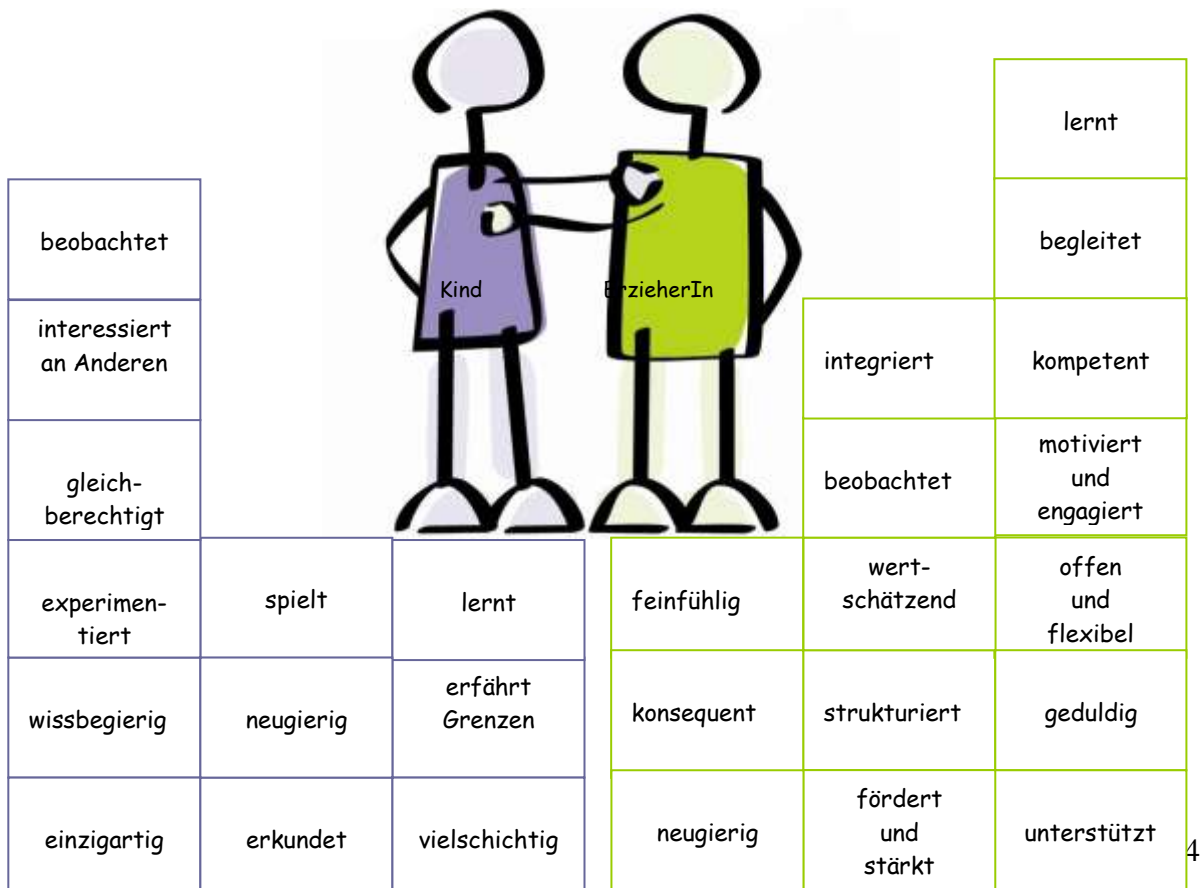 Kind
ErzieherIn
beobachtet
interessiert
an Anderen
gleich-
berechtigt
experimen-
tiert
spielt
lernt
wissbegierig
neugierig
erfährt
Grenzen
einzigartig
erkundet
vielschichtig
lernt
begleitet
integriert
kompetent
beobachtet
motiviert
und
engagiert
feinfühlig
wert-
schätzend
offen
und
flexibel
konsequent
strukturiert
geduldig
neugierig
fördert
und
stärkt
unterstützt
4